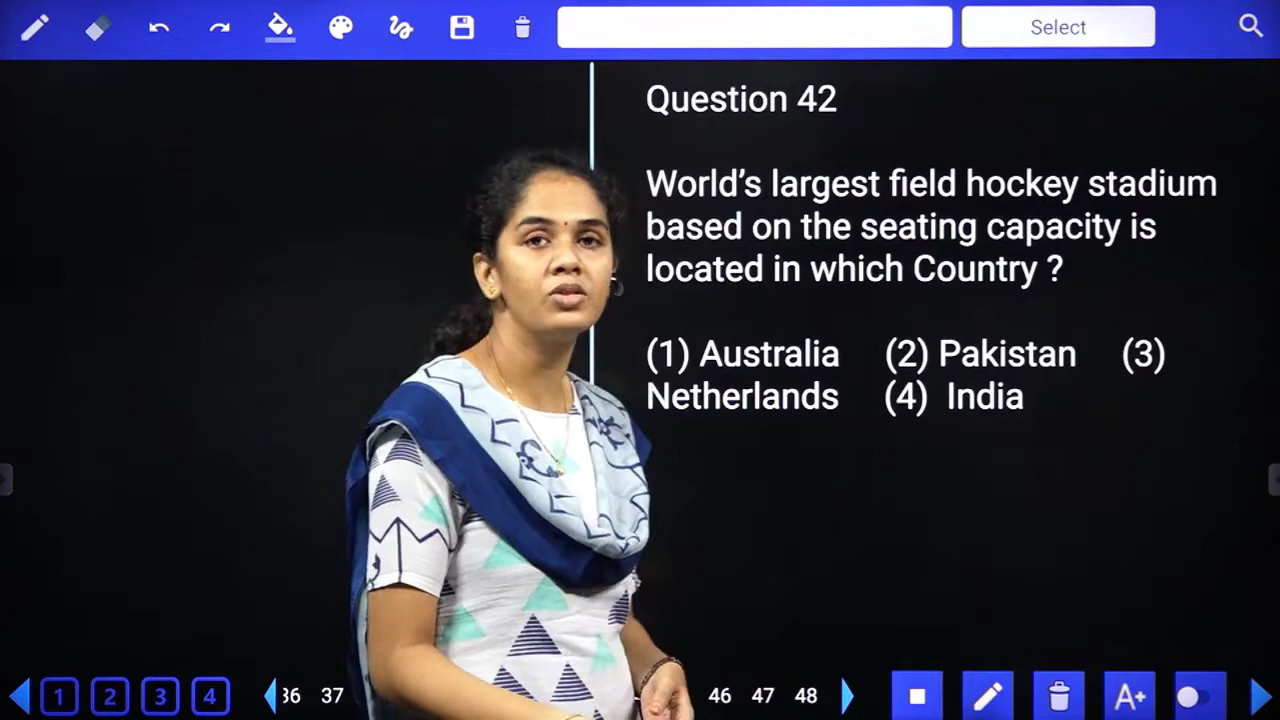 Select
Question 42
World’s largest field hockey stadium
based on the seating capacity is
located in which Country ?
(1) Australia (2) Pakistan (3)
Netherlands (4) India
1 2 3 4 36 37 46 47 48 A+